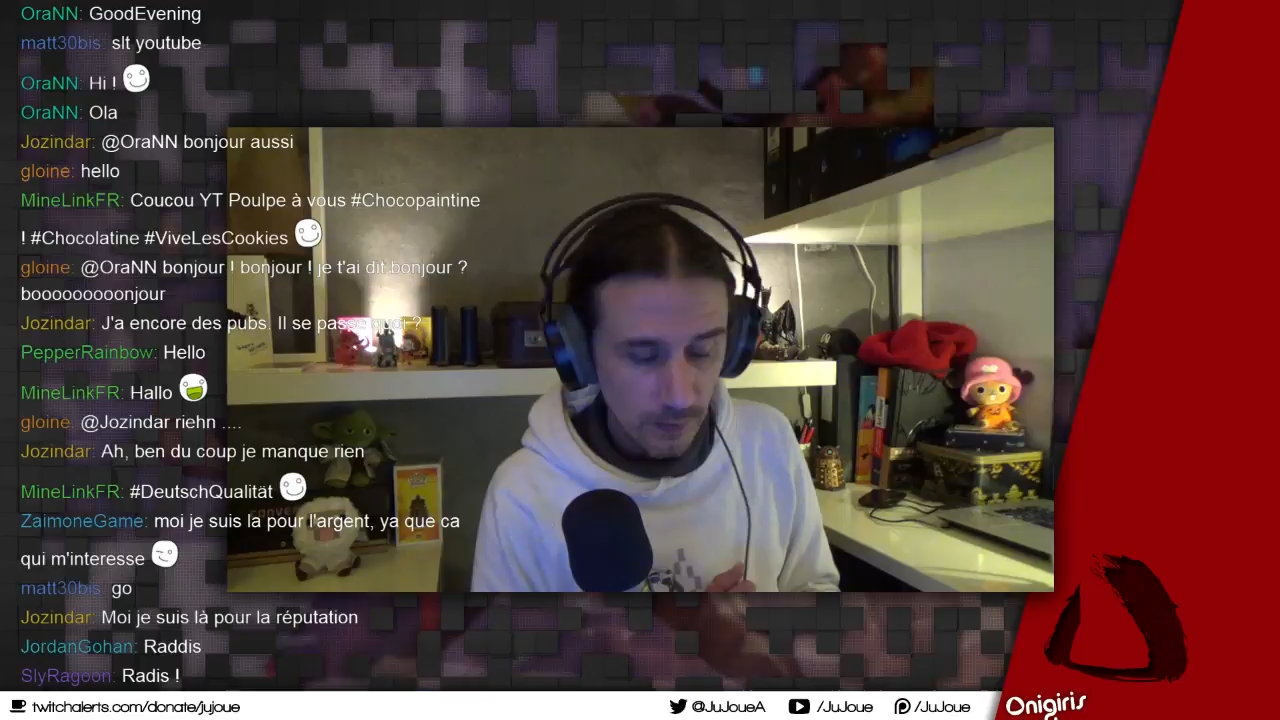 OraNN: GoodEvening
matt30bis: slt youtube
OraNN: Hi !
OraNN: Ola
Jozindar: @OraNN bonjour aussi
gloine: hello
MineLinkFR: Coucou YT Poulpe à vous #Chocopaintine
! #Chocolatine #ViveLesCookies
gloine: @OraNN bonjour ! bonjour ! je t'ai dit bonjour ?
booooooooonjour
Jozindar: J'a encore des pubs. Il se passe quoi ?
PepperRainbow: Hello
MineLinkFR: Hallo
gloine: @Jozindar riehn ....
Jozindar: Ah, ben du coup je manque rien
MineLinkFR: #DeutschQualität
ZaimoneGame: moi je suis la pour l'argent, ya que ca
qui m'interesse
matt30bis: go
Jozindar: Moi je suis là pour la réputation
JordanGohan: Raddis
SlyRagoon: Radis !
twitchalerts.com/donate/jujoue
@JuJoueA
/JuJoue
/JuJoue
Onigiris